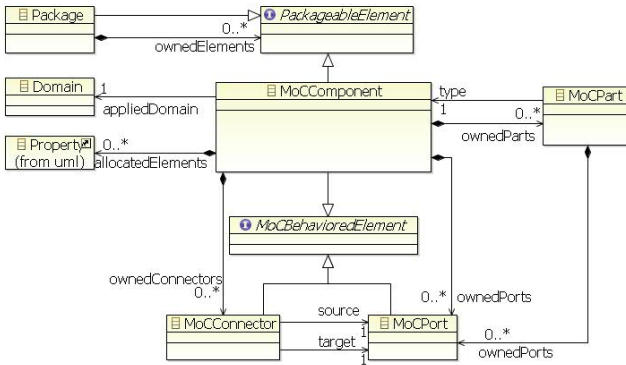 Package
PackageableElement
0..*
ownedElements
Domain
1
appliedDomain
MoCComponent
type
1
MoCPart
0..*
ownedParts
Property
(from uml)
0..*
allocatedElements
MoCBehavioredElement
ownedConnectors
0..*
0..*
ownedPorts
MoCConnector
source
1
MoCPort
target
1
0..*
ownedPorts